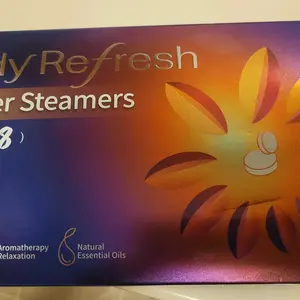 dy Refresh
er Steamers
8)
Aromatherapy
Relaxation
Natural
Essential Oils